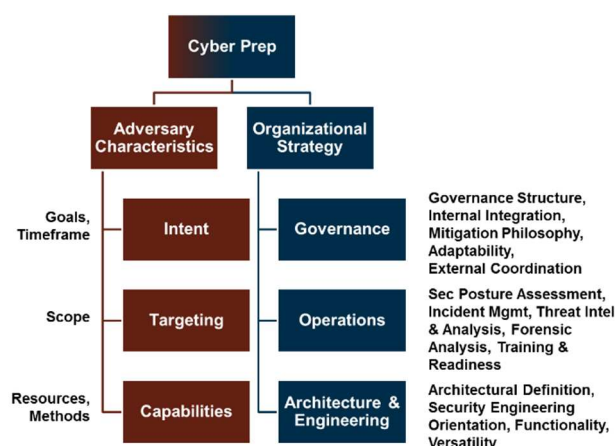 Cyber Prep
Adversary
Characteristics
Organizational
Strategy
Goals,
Timeframe
Intent
Governance
Governance Structure,
Internal Integration,
Mitigation Philosophy,
Adaptability,
External Coordination
Scope
Targeting
Operations
Sec Posture Assessment,
Incident Mgmt, Threat Intel
& Analysis, Forensic
Analysis, Training &
Readiness
Resources,
Methods
Capabilities
Architecture &
Engineering
Architectural Definition,
Security Engineering
Orientation, Functionality,
Versatility